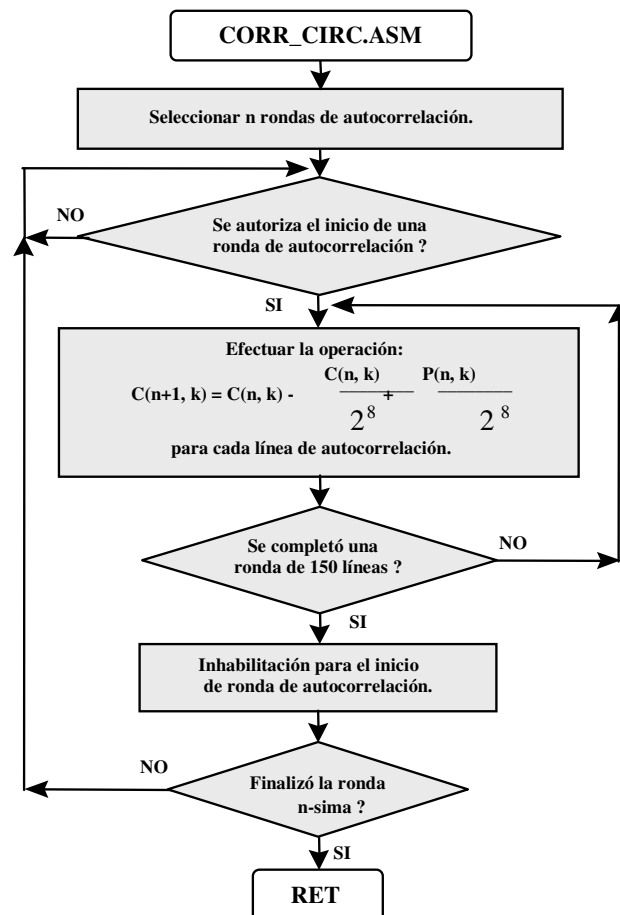 CORR_CIRC.ASM
Seleccionar n rondas de autocorrelación.
NO
Se autoriza el inicio de una
ronda de autocorrelación ?
SI
Efectuar la operación:
C(n, k) P(n, k)
C(n+1, k) = C(n, k) - +
2^8 2^8
para cada línea de autocorrelación.
Se completó una
ronda de 150 líneas ?
NO
SI
Inhabilitación para el inicio
de ronda de autocorrelación.
NO
Finalizó la ronda
n-sima ?
SI
RET